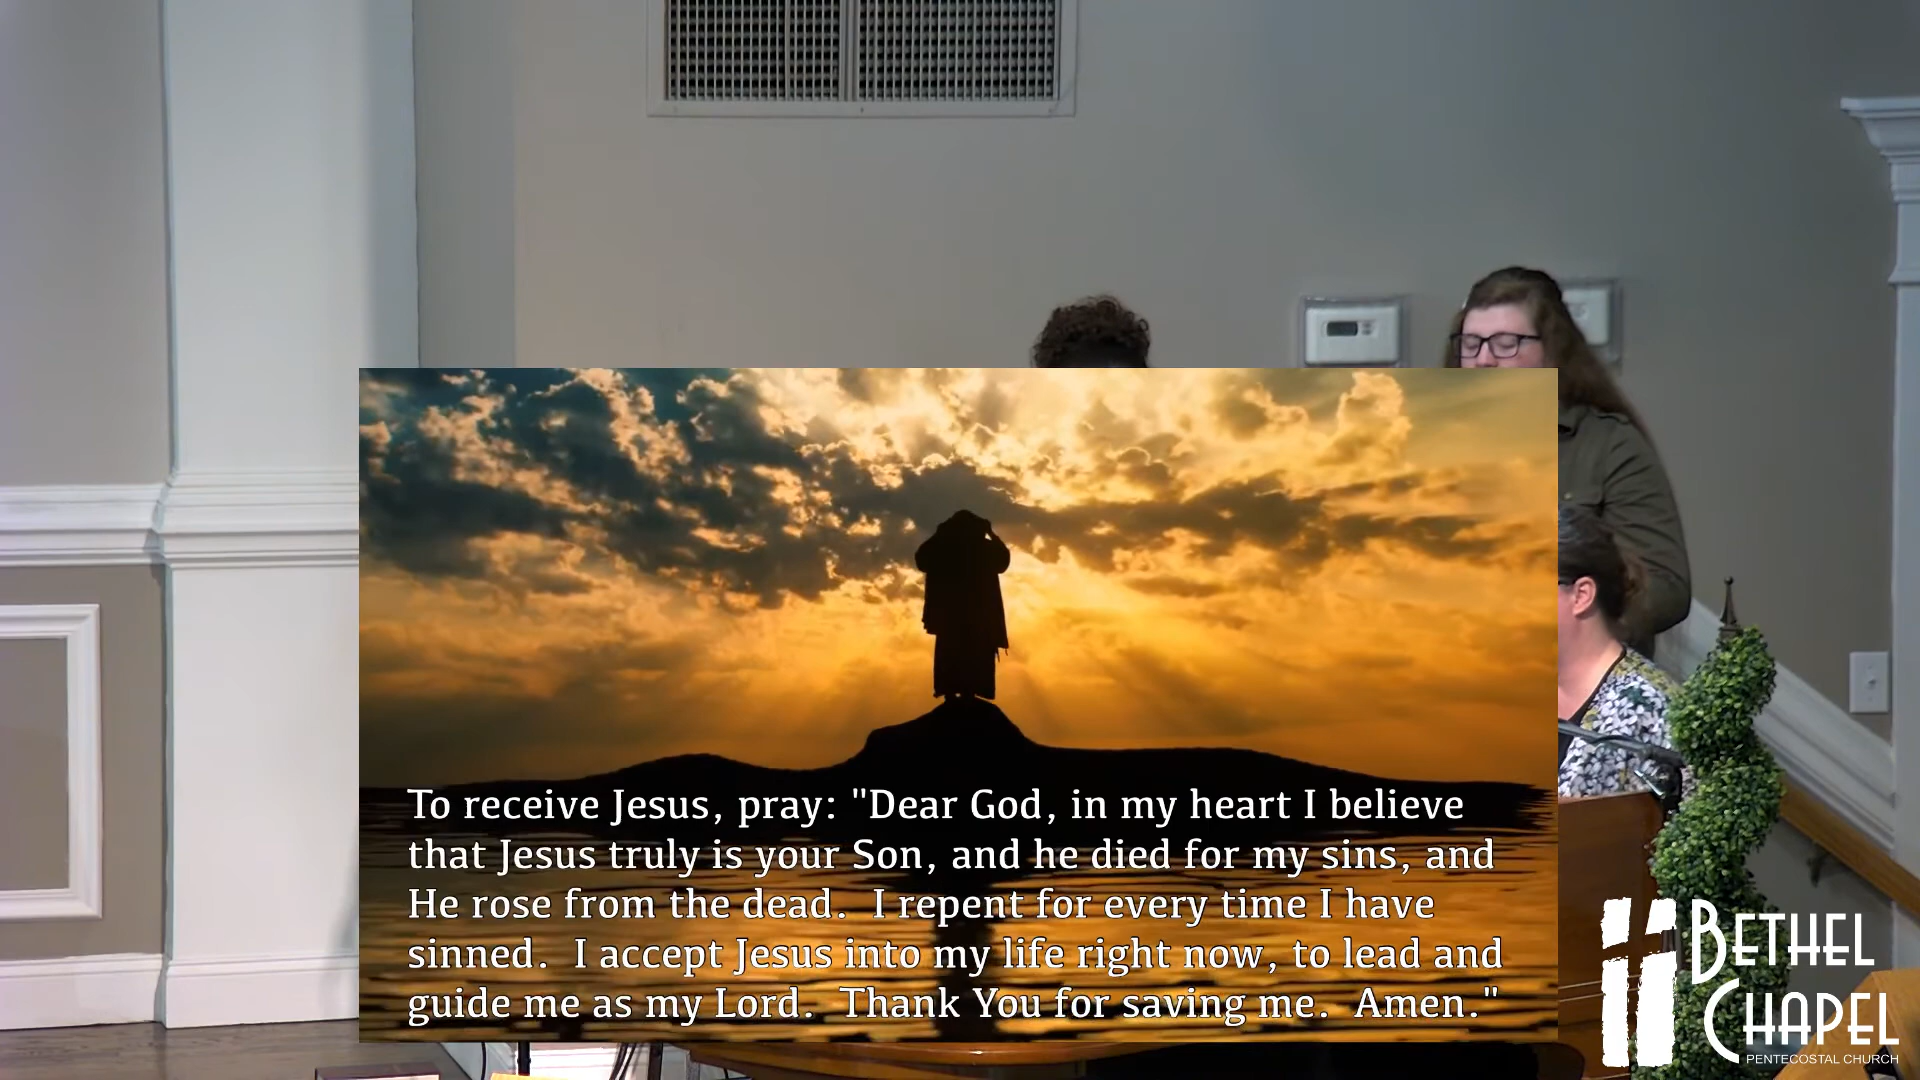 To receive Jesus, pray: "Dear God, in my heart I believe
that Jesus truly is your Son, and he died for my sins, and
He rose from the dead.  I repent for every time I have
sinned.  I accept Jesus into my life right now, to lead and
guide me as my Lord.  Thank You for saving me.  Amen."
BETHEL
CHAPEL
PENTECOSTAL CHURCH